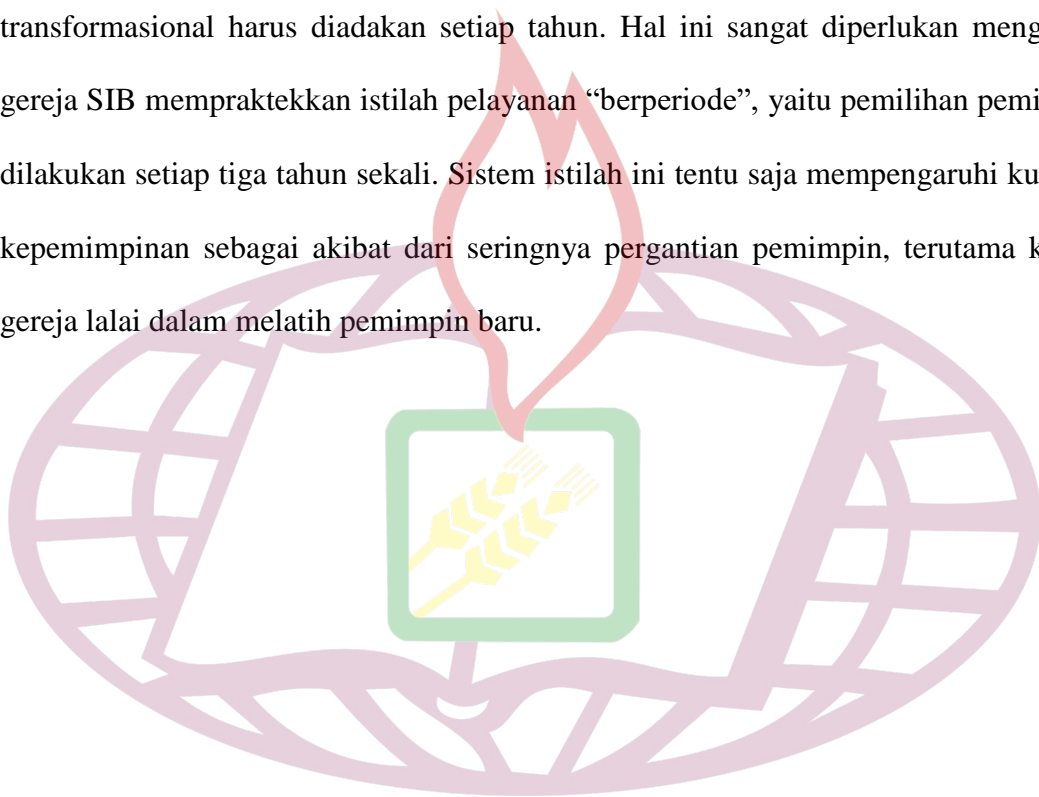 transformasional harus diadakan setiap tahun. Hal ini sangat diperlukan meng
gereja SIB mempraktekkan istilah pelayanan “berperiode”, yaitu pemilihan pemi
dilakukan setiap tiga tahun sekali. Sistem istilah ini tentu saja mempengaruhi ku
kepemimpinan sebagai akibat dari seringnya pergantian pemimpin, terutama k
gereja lalai dalam melatih pemimpin baru.